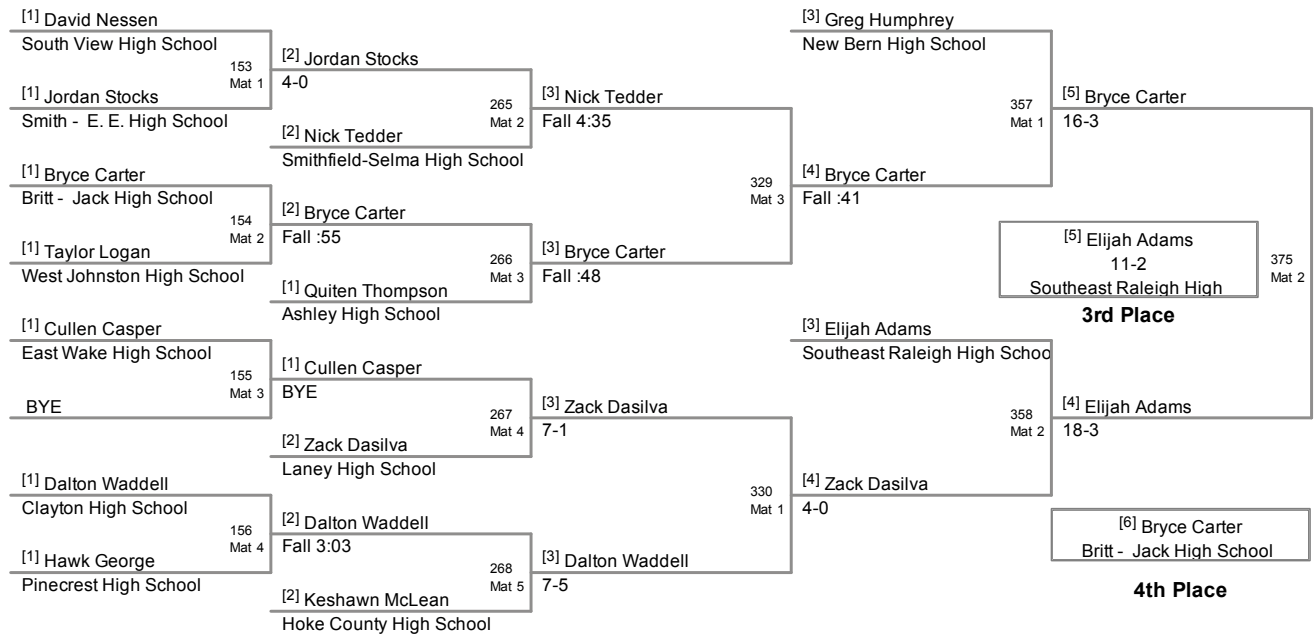 [1] David Nessen
South View High School
153
Mat 1
[1] Jordan Stocks
Smith - E. E. High School
[1] Bryce Carter
Britt - Jack High School
154
Mat 2
[1] Taylor Logan
West Johnston High School
[1] Cullen Casper
East Wake High School
155
Mat 3
BYE
[1] Dalton Waddell
Clayton High School
156
Mat 4
[1] Hawk George
Pinecrest High School
[2] Jordan Stocks
4-0
265
Mat 2
[2] Nick Tedder
Smithfield-Selma High School
[2] Bryce Carter
Fall :55
266
Mat 3
[1] Quiten Thompson
Ashley High School
[1] Cullen Casper
BYE
267
Mat 4
[2] Zack Dasilva
Laney High School
[2] Dalton Waddell
Fall 3:03
268
Mat 5
[2] Keshawn McLean
Hoke County High School
[3] Nick Tedder
Fall 4:35
329
Mat 3
[3] Bryce Carter
Fall :48
[3] Zack Dasilva
7-1
330
Mat 1
[3] Dalton Waddell
7-5
[3] Greg Humphrey
New Bern High School
357
Mat 1
[4] Bryce Carter
Fall :41
[3] Elijah Adams
Southeast Raleigh High Schoo
358
Mat 2
[4] Zack Dasilva
4-0
[5] Bryce Carter
16-3
[5] Elijah Adams
11-2
Southeast Raleigh High
375
Mat 2
3rd Place
[4] Elijah Adams
18-3
[6] Bryce Carter
Britt - Jack High School
4th Place